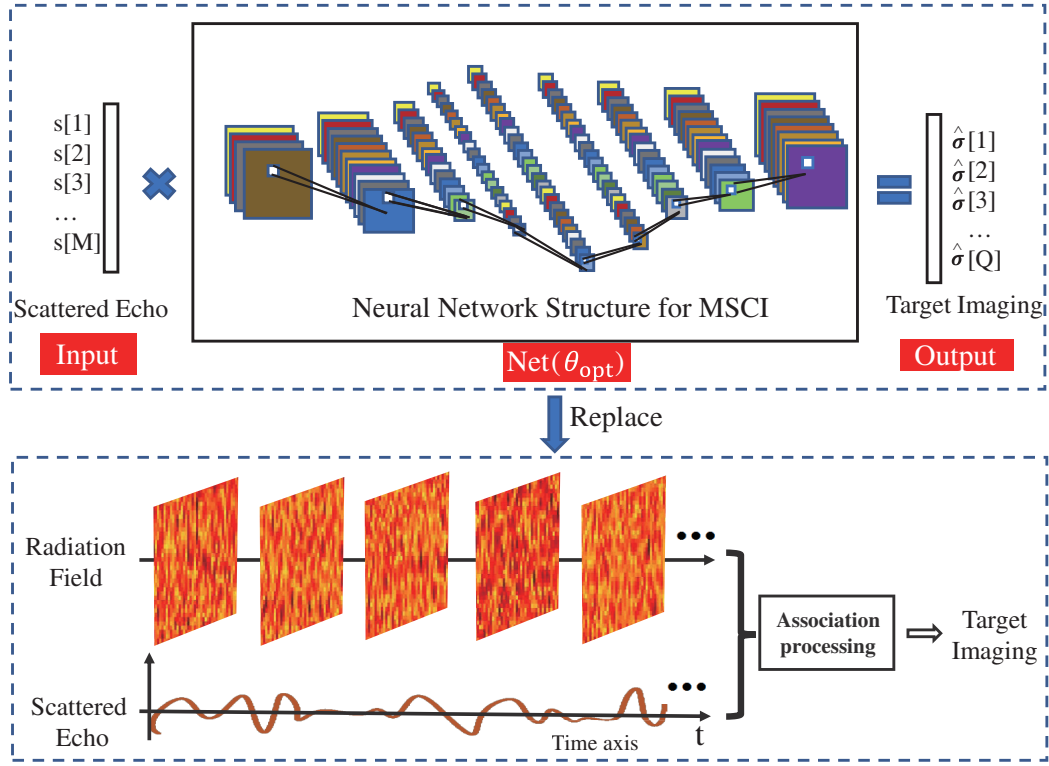 s[1]
s[2]
s[3]
…
s[M]
Scattered Echo
Input
Neural Network Structure for MSCI
Net(θ_opt)
σ̂[1]
σ̂[2]
σ̂[3]
…
σ̂[Q]
Target Imaging
Output
Replace
Radiation
Field
•••
Scattered
Echo
•••
Time axis
t
Association
processing
Target
Imaging